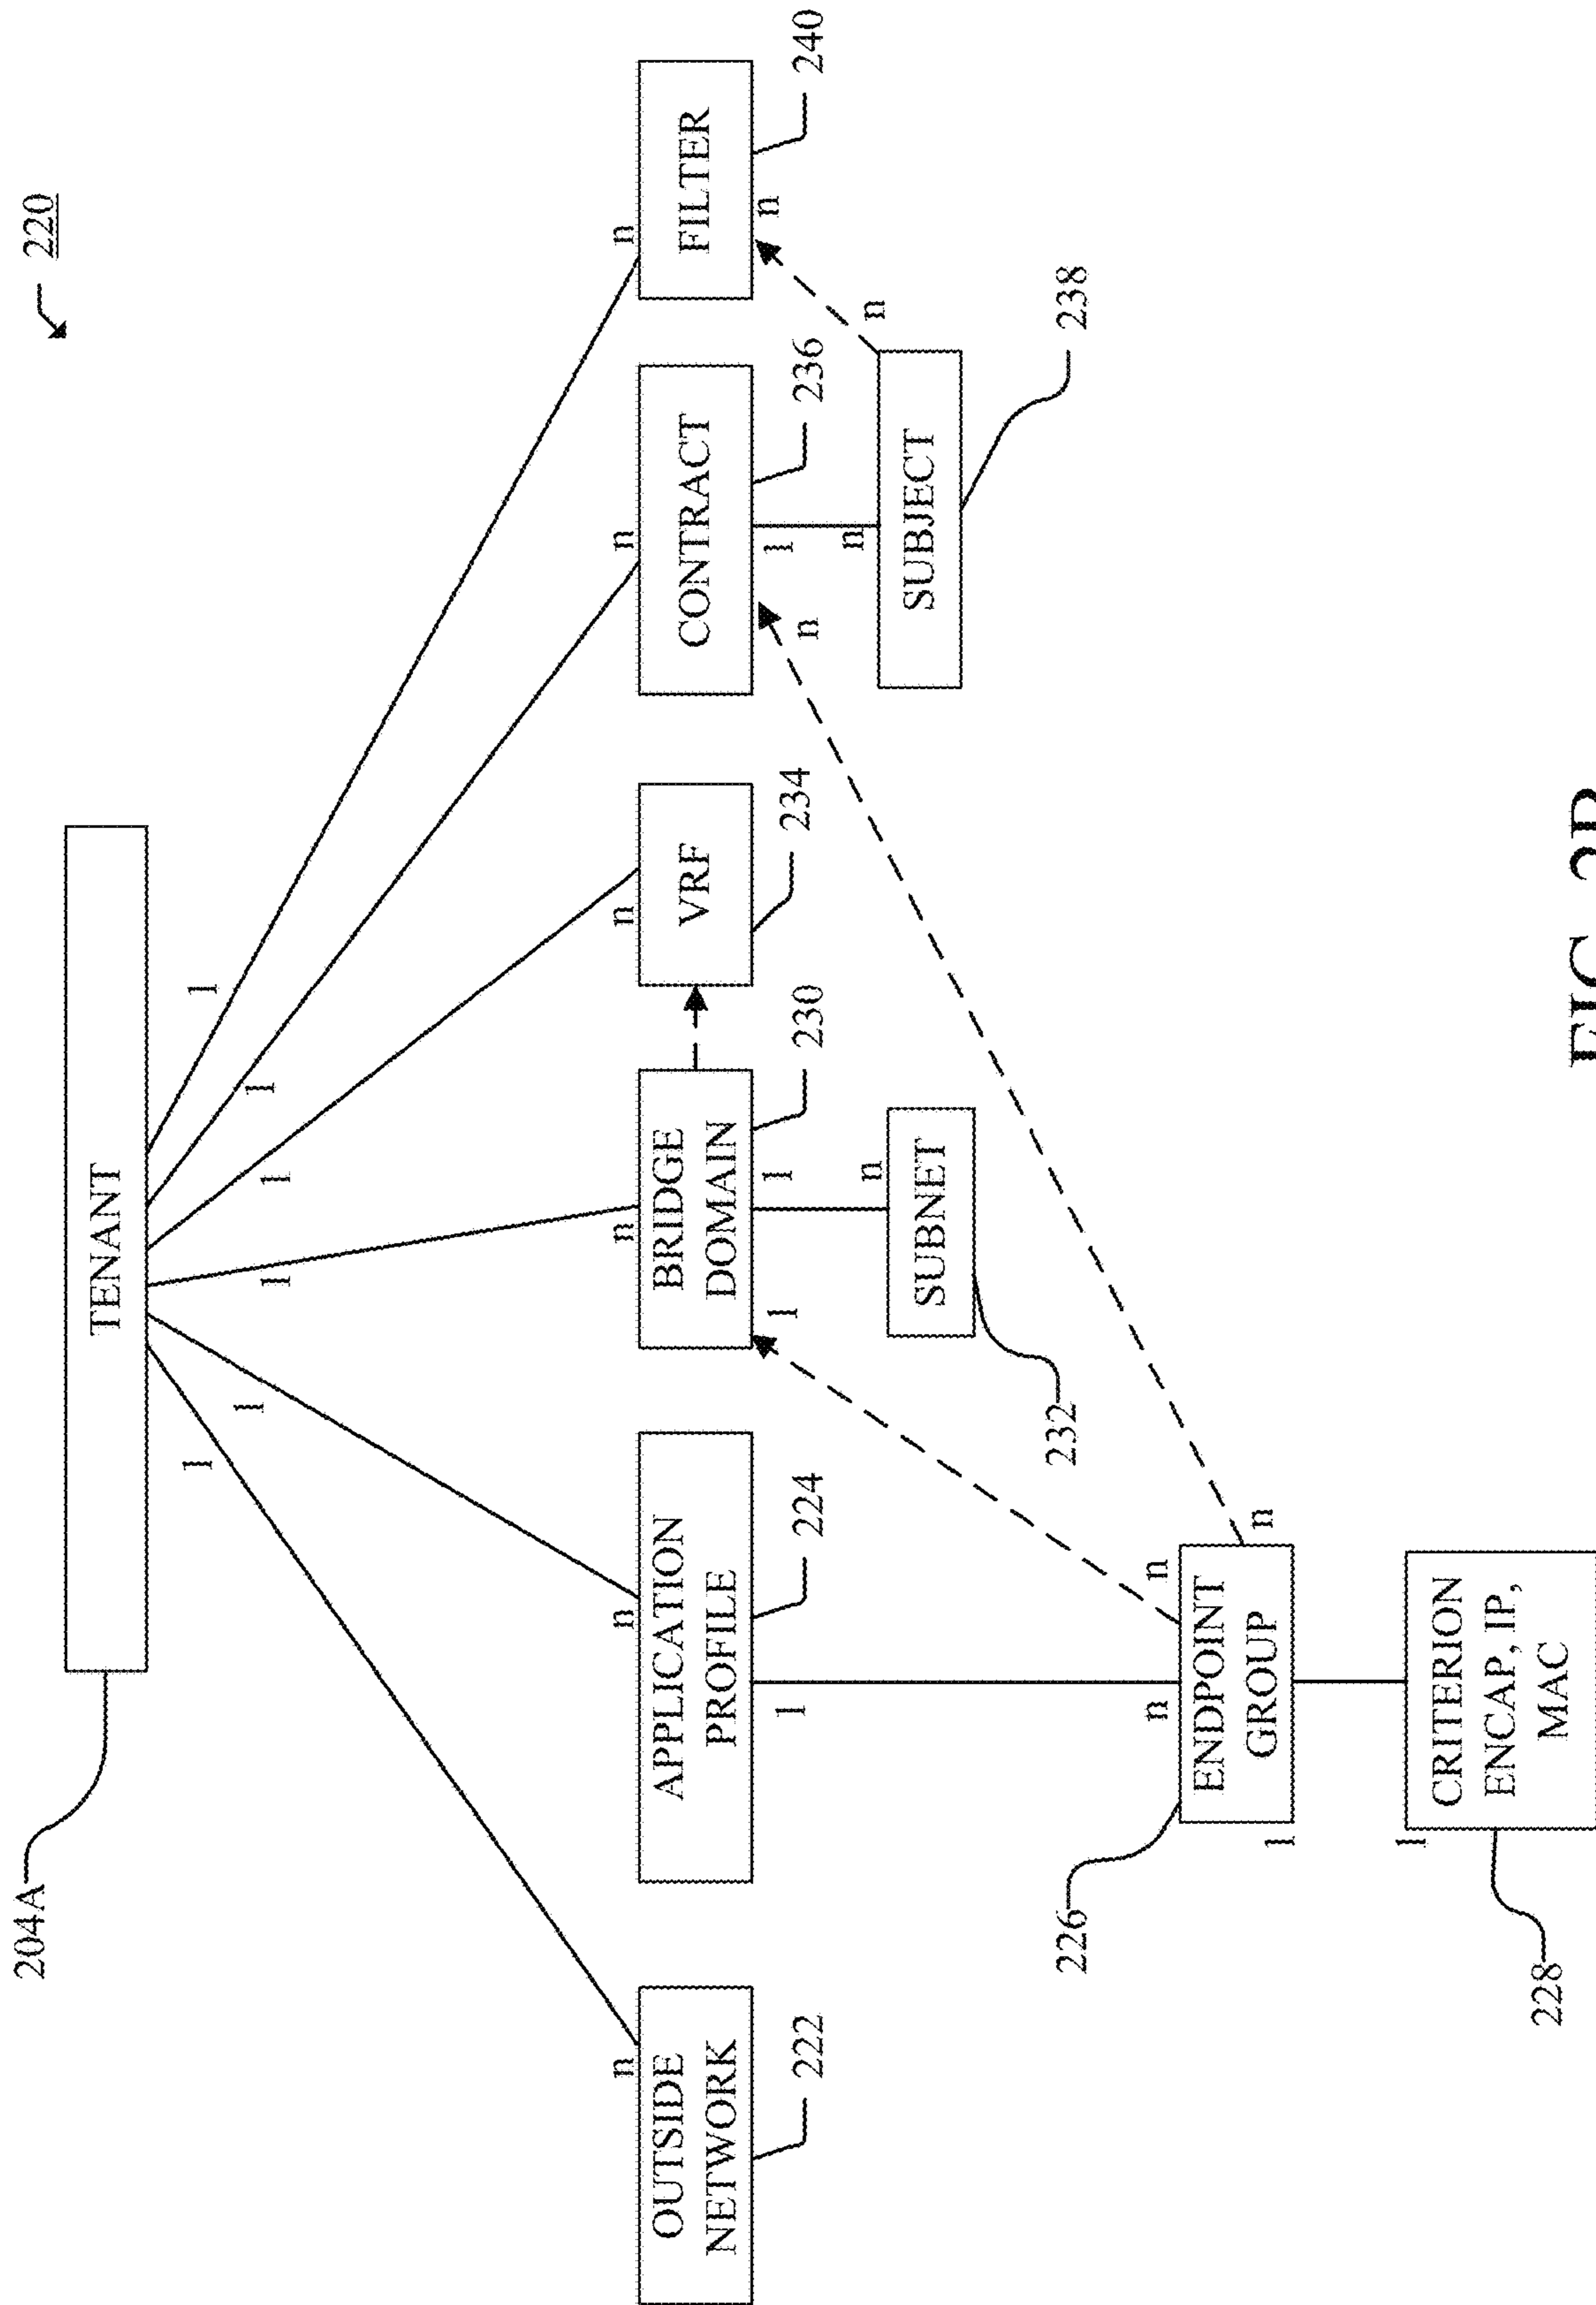 204A
220
TENANT
1
1
1
1
1
1
n
n
n
n
n
n
OUTSIDE
NETWORK
APPLICATION
PROFILE
BRIDGE
DOMAIN
VRF
CONTRACT
FILTER
222
224
230
234
236
240
1
1
1
n
1
n
n
n
n
SUBNET
SUBJECT
232
238
226
n
n
n
ENDPOINT
GROUP
1
1
CRITERION
ENCAP, IP,
MAC
228
FIG